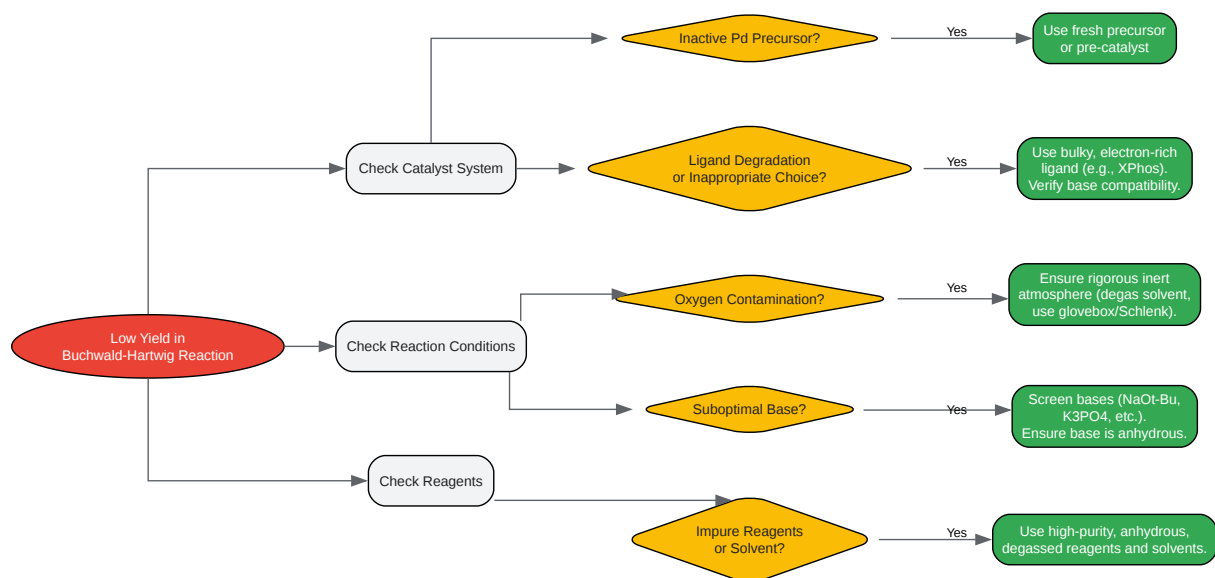 Inactive Pd Precursor?
Yes
Use fresh precursor
or pre-catalyst
Check Catalyst System
Ligand Degradation
or Inappropriate Choice?
Yes
Use bulky, electron-rich
ligand (e.g., XPhos).
Verify base compatibility.
Low Yield in
Buchwald-Hartwig Reaction
Check Reaction Conditions
Oxygen Contamination?
Yes
Ensure rigorous inert
atmosphere (degas solvent,
use glovebox/Schlenk).
Suboptimal Base?
Yes
Screen bases (NaOt-Bu,
K3PO4, etc.).
Ensure base is anhydrous.
Check Reagents
Impure Reagents
or Solvent?
Yes
Use high-purity, anhydrous,
degassed reagents and solvents.